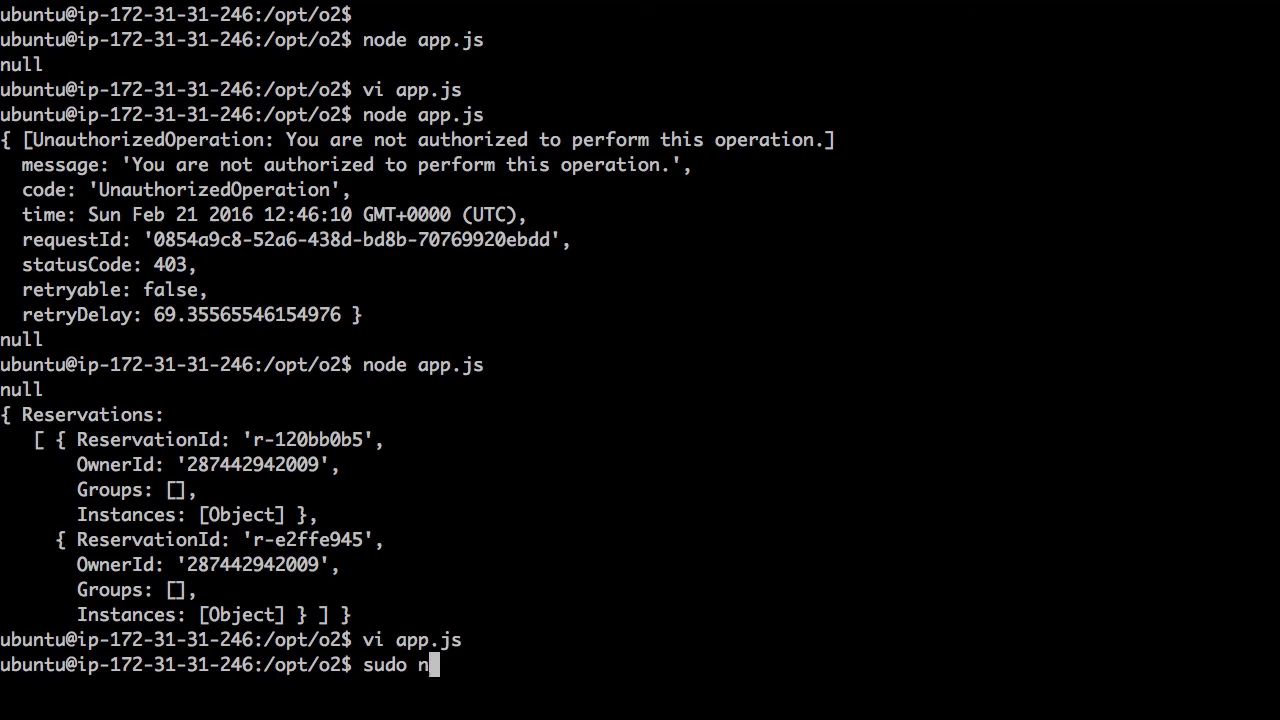 ubuntu@ip-172-31-31-246:/opt/o2$
ubuntu@ip-172-31-31-246:/opt/o2$ node app.js
null
ubuntu@ip-172-31-31-246:/opt/o2$ vi app.js
ubuntu@ip-172-31-31-246:/opt/o2$ node app.js
{ [UnauthorizedOperation: You are not authorized to perform this operation.]
  message: 'You are not authorized to perform this operation.',
  code: 'UnauthorizedOperation',
  time: Sun Feb 21 2016 12:46:10 GMT+0000 (UTC),
  requestId: '0854a9c8-52a6-438d-bd8b-70769920ebdd',
  statusCode: 403,
  retryable: false,
  retryDelay: 69.35565546154976 }
null
ubuntu@ip-172-31-31-246:/opt/o2$ node app.js
null
{ Reservations:
   [ { ReservationId: 'r-120bb0b5',
       OwnerId: '287442942009',
       Groups: [],
       Instances: [Object] },
     { ReservationId: 'r-e2ffe945',
       OwnerId: '287442942009',
       Groups: [],
       Instances: [Object] } ] }
ubuntu@ip-172-31-31-246:/opt/o2$ vi app.js
ubuntu@ip-172-31-31-246:/opt/o2$ sudo n